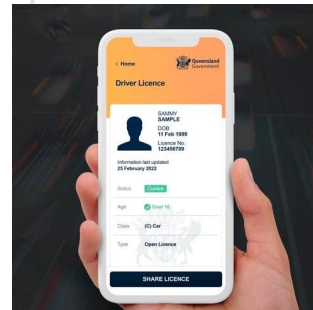 Home
Queensland
Government
Driver Licence
SAMMY
SAMPLE
DOB
11 Feb 1999
Licence No.
123456789
Information last updated
25 February 2022
Status Current
Age Over 18
Class (C) Car
Type Open Licence
SHARE LICENCE